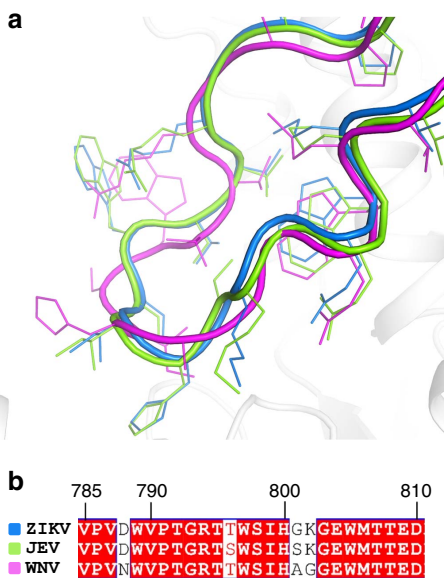 a
b
785 790 800 810
ZIKV VPVDWVPTGRTTWSIHGKGEWMTTED
JEV VPVDWVPTGRTSWSIHSKGEWMTTED
WNV VPVNWVPTGRTTWSIHAGGEWMTTED